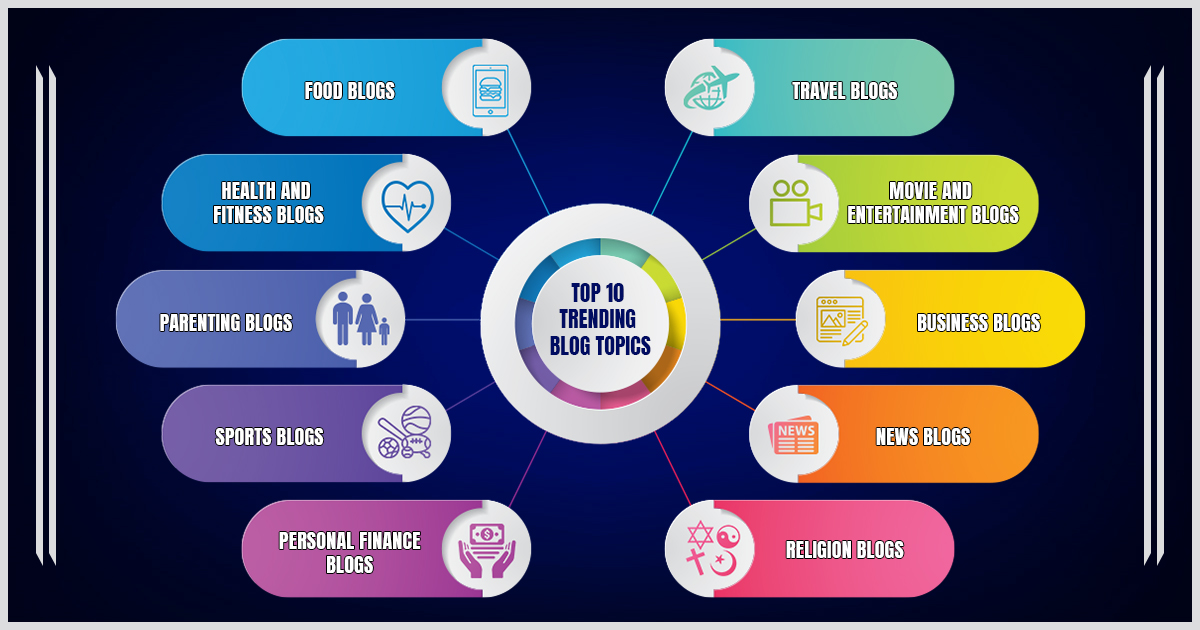 TOP 10
TRENDING
BLOG TOPICS
FOOD BLOGS
HEALTH AND
FITNESS BLOGS
PARENTING BLOGS
SPORTS BLOGS
PERSONAL FINANCE
BLOGS
TRAVEL BLOGS
MOVIE AND
ENTERTAINMENT BLOGS
BUSINESS BLOGS
NEWS
NEWS BLOGS
RELIGION BLOGS